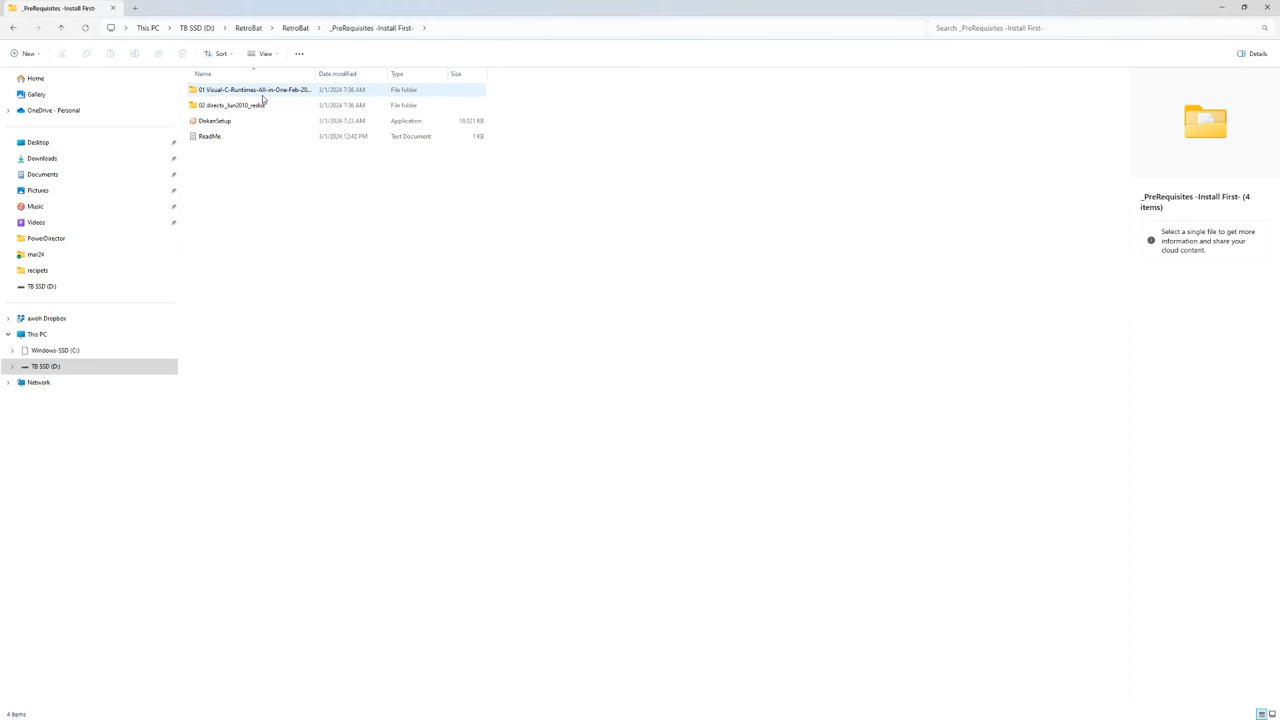 _PreRequisites -Install First-
This PC
TB SSD (D:)
RetroBat
RetroBat
_PreRequisites -Install First-
Search _PreRequisites -Install First-
New
Sort
View
Details
Home
Gallery
OneDrive - Personal
Desktop
Downloads
Documents
Pictures
Music
Videos
PowerDirector
mar24
recipets
TB SSD (D:)
awoh Dropbox
This PC
Windows-SSD (C:)
TB SSD (D:)
Network
Name Date modified Type Size
01 Visual-C-Runtimes-All-in-One-Feb-20... 3/1/2024 7:36 AM File folder
02 directx_Jun2010_redist 3/1/2024 7:36 AM File folder
DokanSetup 3/1/2024 7:23 AM Application 18,021 KB
ReadMe 3/1/2024 12:42 PM Text Document 1 KB
_PreRequisites -Install First- (4
items)
Select a single file to get more
information and share your
cloud content.
4 items